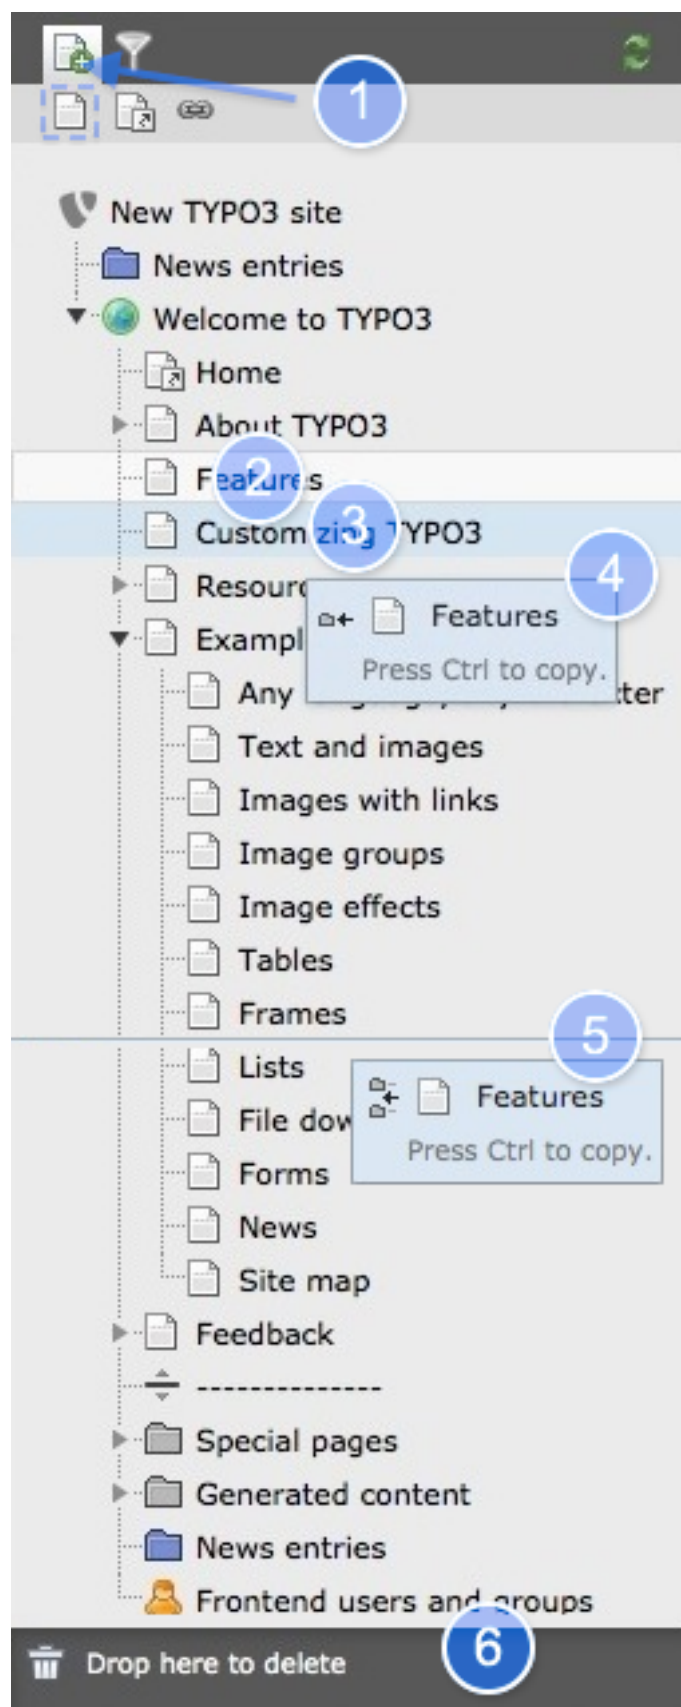 1
New TYPO3 site
News entries
Welcome to TYPO3
Home
About TYPO3
Features
2
Customizing TYPO3
3
4
Features
Press Ctrl to copy.
Any
Text and images
Images with links
Image groups
Image effects
Tables
Frames
5
Lists
Features
Press Ctrl to copy.
File
Forms
News
Site map
Feedback
--------------
Special pages
Generated content
News entries
Frontend users and groups
6
Drop here to delete